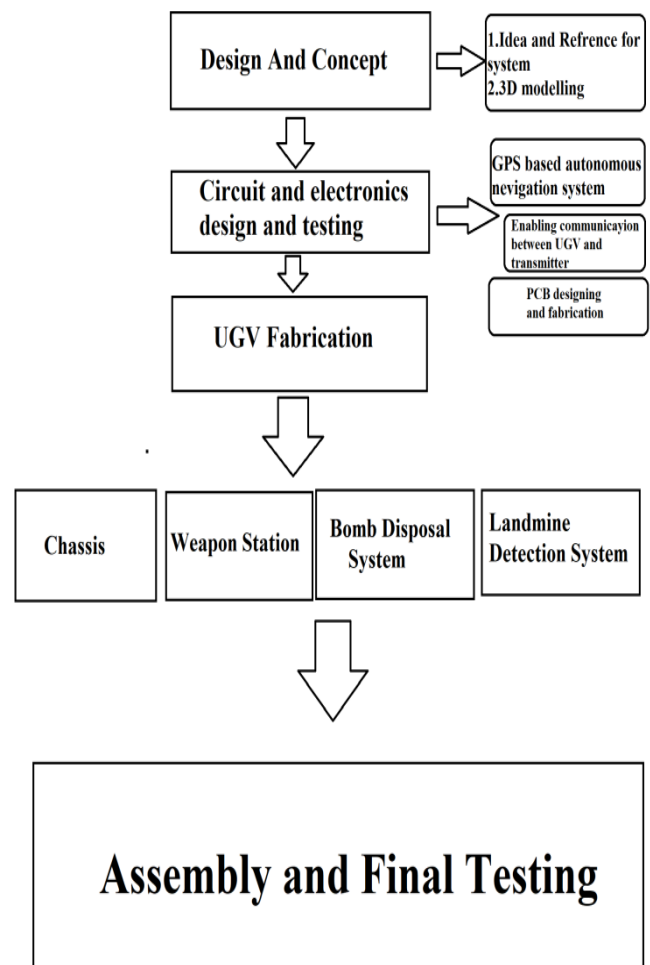 Design And Concept
1.Idea and Refrence for
system
2.3D modelling
Circuit and electronics
design and testing
GPS based autonomous
nevigation system
Enabling communicayion
between UGV and
transmitter
PCB designing
and fabrication
UGV Fabrication
Chassis
Weapon Station
Bomb Disposal
System
Landmine
Detection System
Assembly and Final Testing